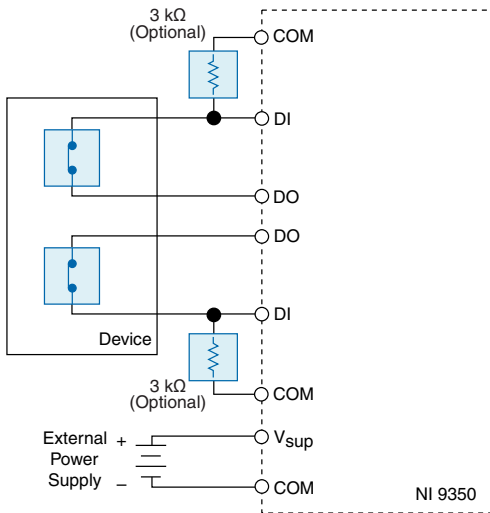 3 kΩ
(Optional)
COM
DI
DO
DO
DI
Device
COM
3 kΩ
(Optional)
Vsup
External
Power
Supply
+
–
COM
NI 9350